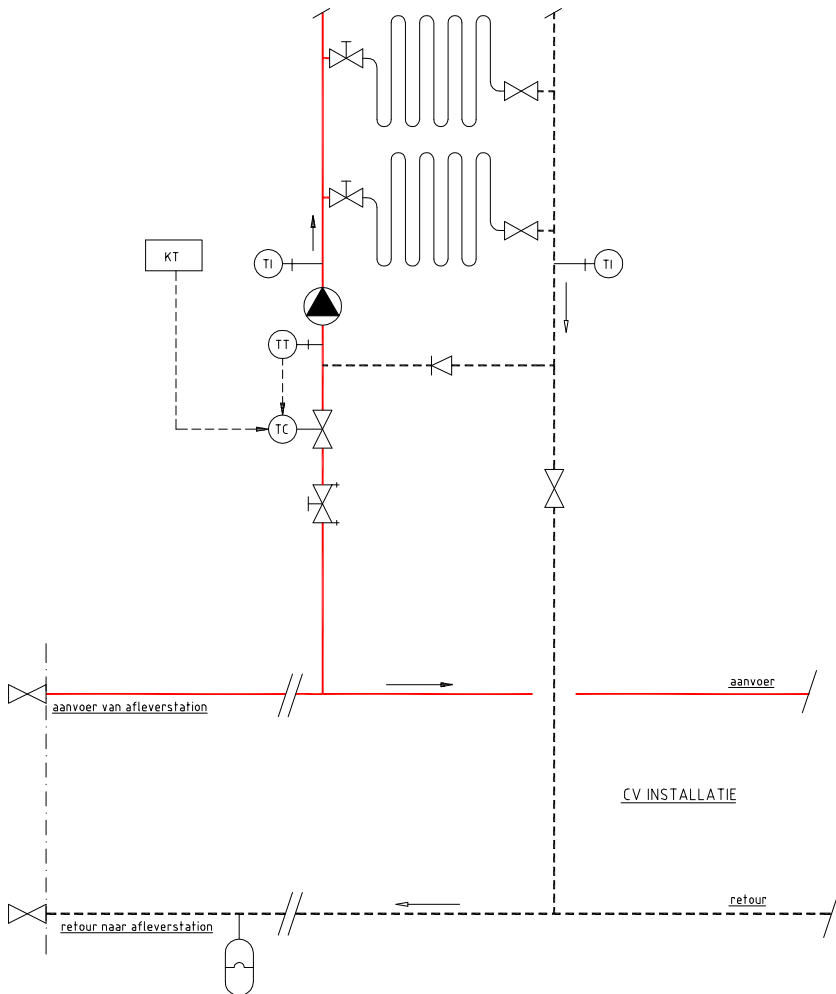 KT
TI
TI
TT
TC
aanvoer
aanvoer van afleverstation
CV INSTALLATIE
retour
retour naar afleverstation